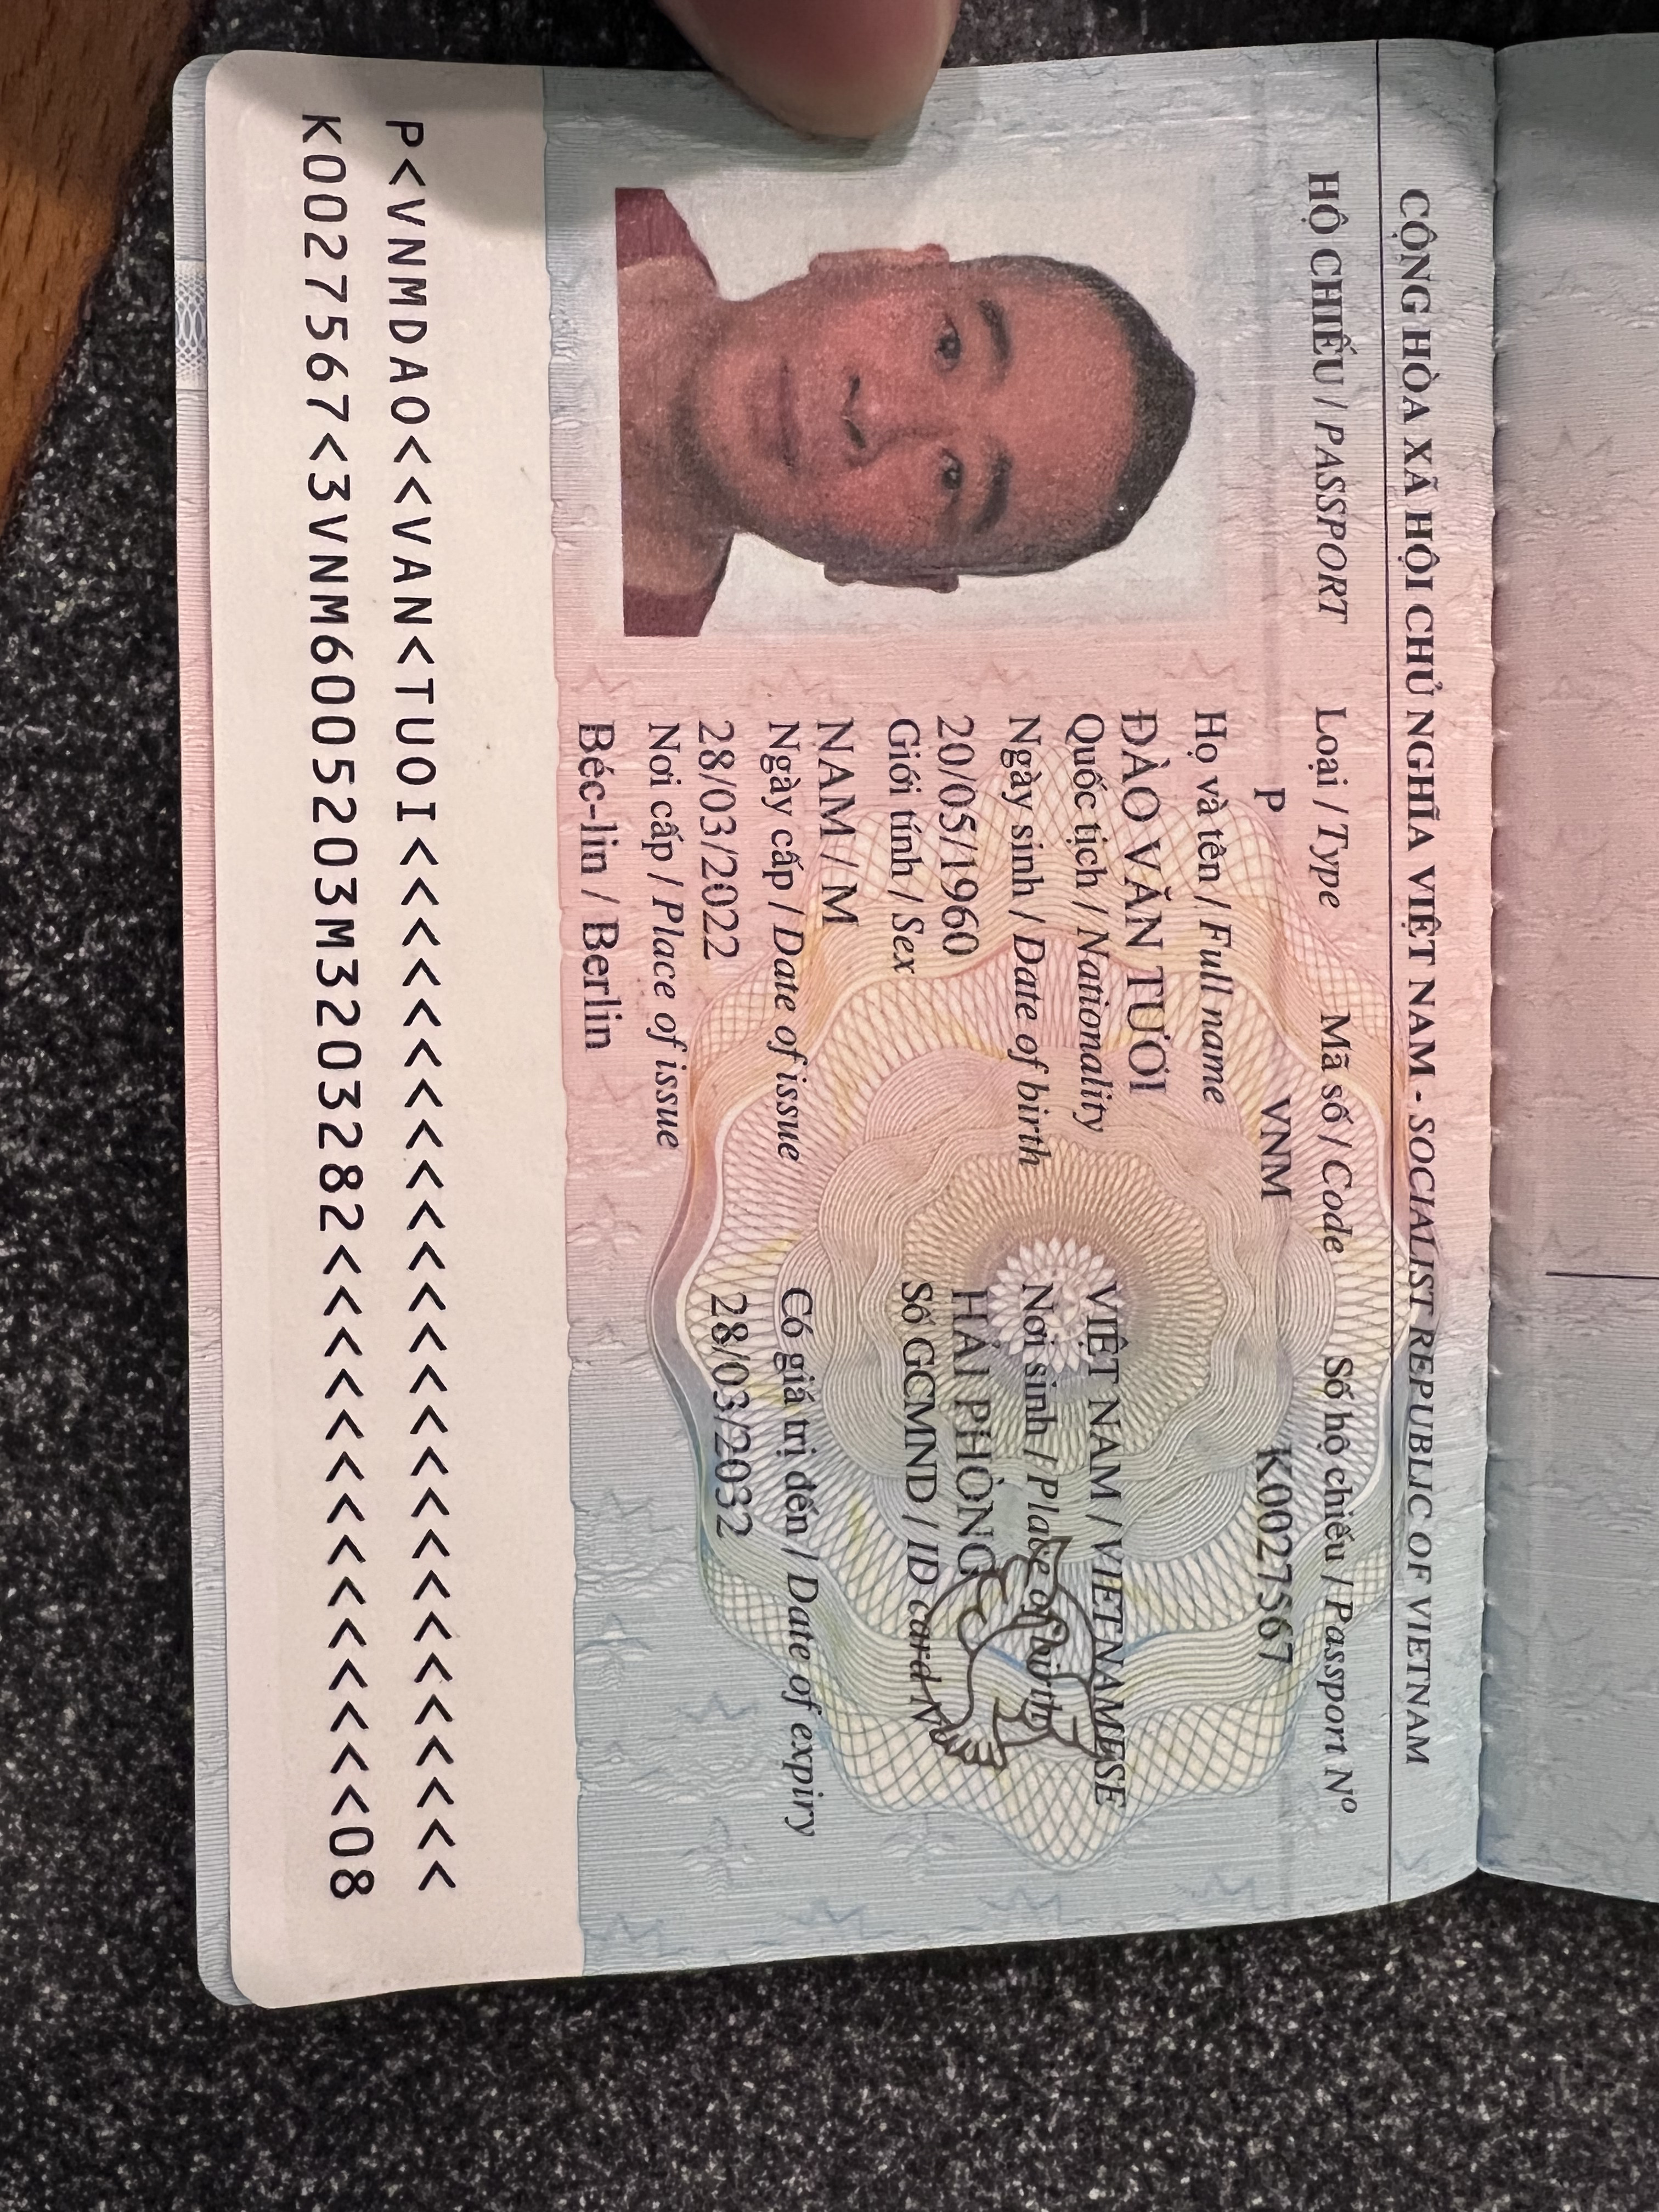 CỘNG HÒA XÃ HỘI CHỦ NGHĨA VIỆT NAM - SOCIALIST REPUBLIC OF VIETNAM
HỘ CHIẾU / PASSPORT Loại / Type Mã số / Code Số hộ chiếu / Passport Nº
P VNM K0027567
Họ và tên / Full name
ĐÀO VĂN TƯƠI
Quốc tịch / Nationality VIỆT NAM / VIETNAMESE
Ngày sinh / Date of birth Nơi sinh / Place of birth
20/05/1960 HẢI PHÒNG
Giới tính / Sex Số GCMND / ID card Nº
NAM / M
Ngày cấp / Date of issue Có giá trị đến / Date of expiry
28/03/2022 28/03/2032
Nơi cấp / Place of issue
Béc-lin / Berlin
P<VNMDAO<<VAN<TUOI<<<<<<<<<<<<<<<<<<<<<<<<<<
K0027567<3VNM6005203M3203282<<<<<<<<<<<<<<08